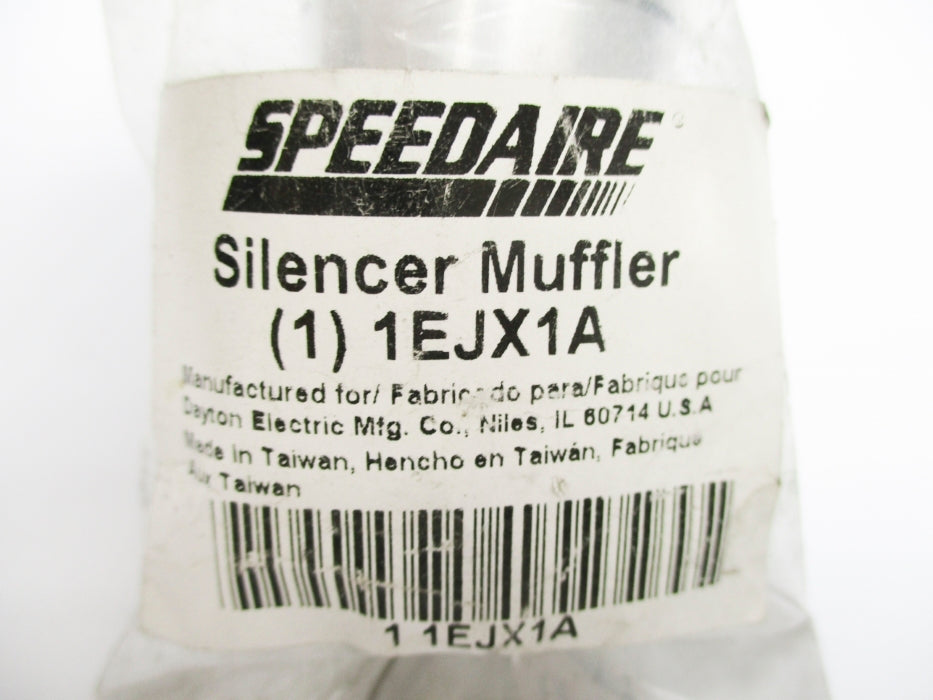 SPEEDAIRE®
Silencer Muffler
(1) 1EJX1A
Manufactured for/ Fabricado para/Fabrique pour
Dayton Electric Mfg. Co., Niles, IL 60714 U.S.A
Made in Taiwan, Hencho en Taiwán, Fabrique
Aux Taiwan
1 1EJX1A